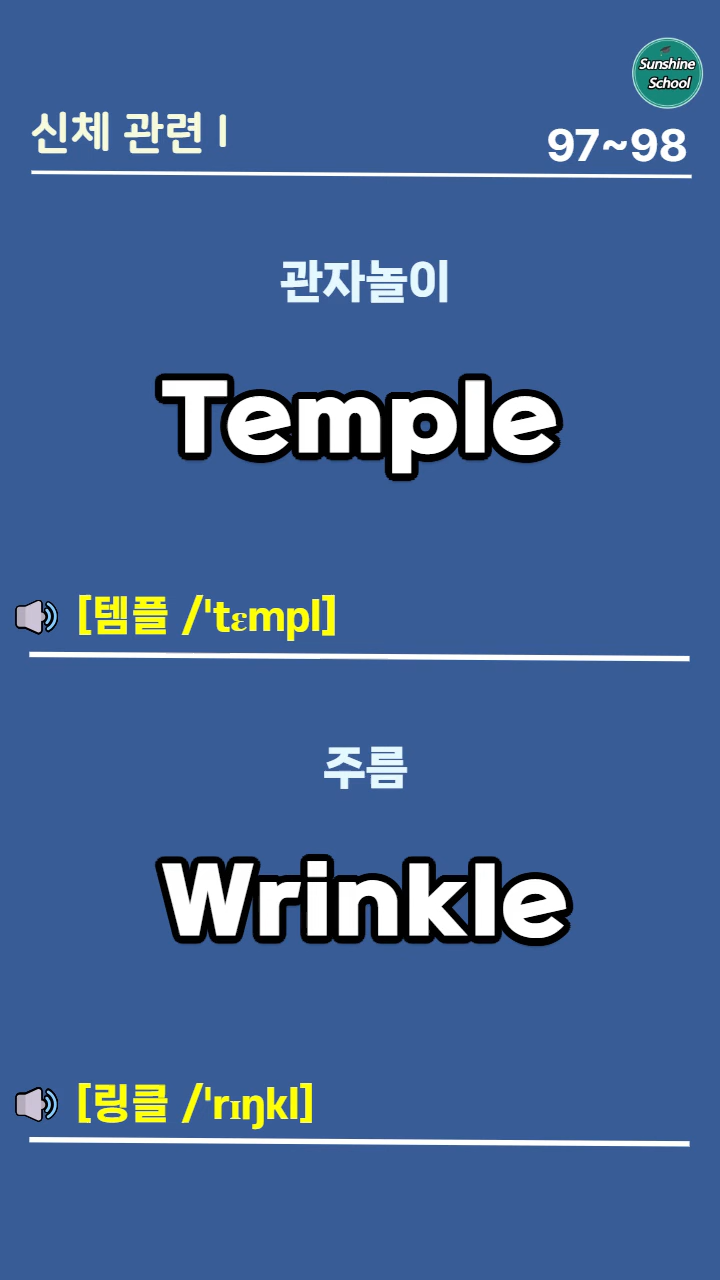 Sunshine
School
신체 관련 I
97~98
관자놀이
Temple
[템플 /'tɛmpl]
주름
Wrinkle
[링클 /'rɪŋkl]